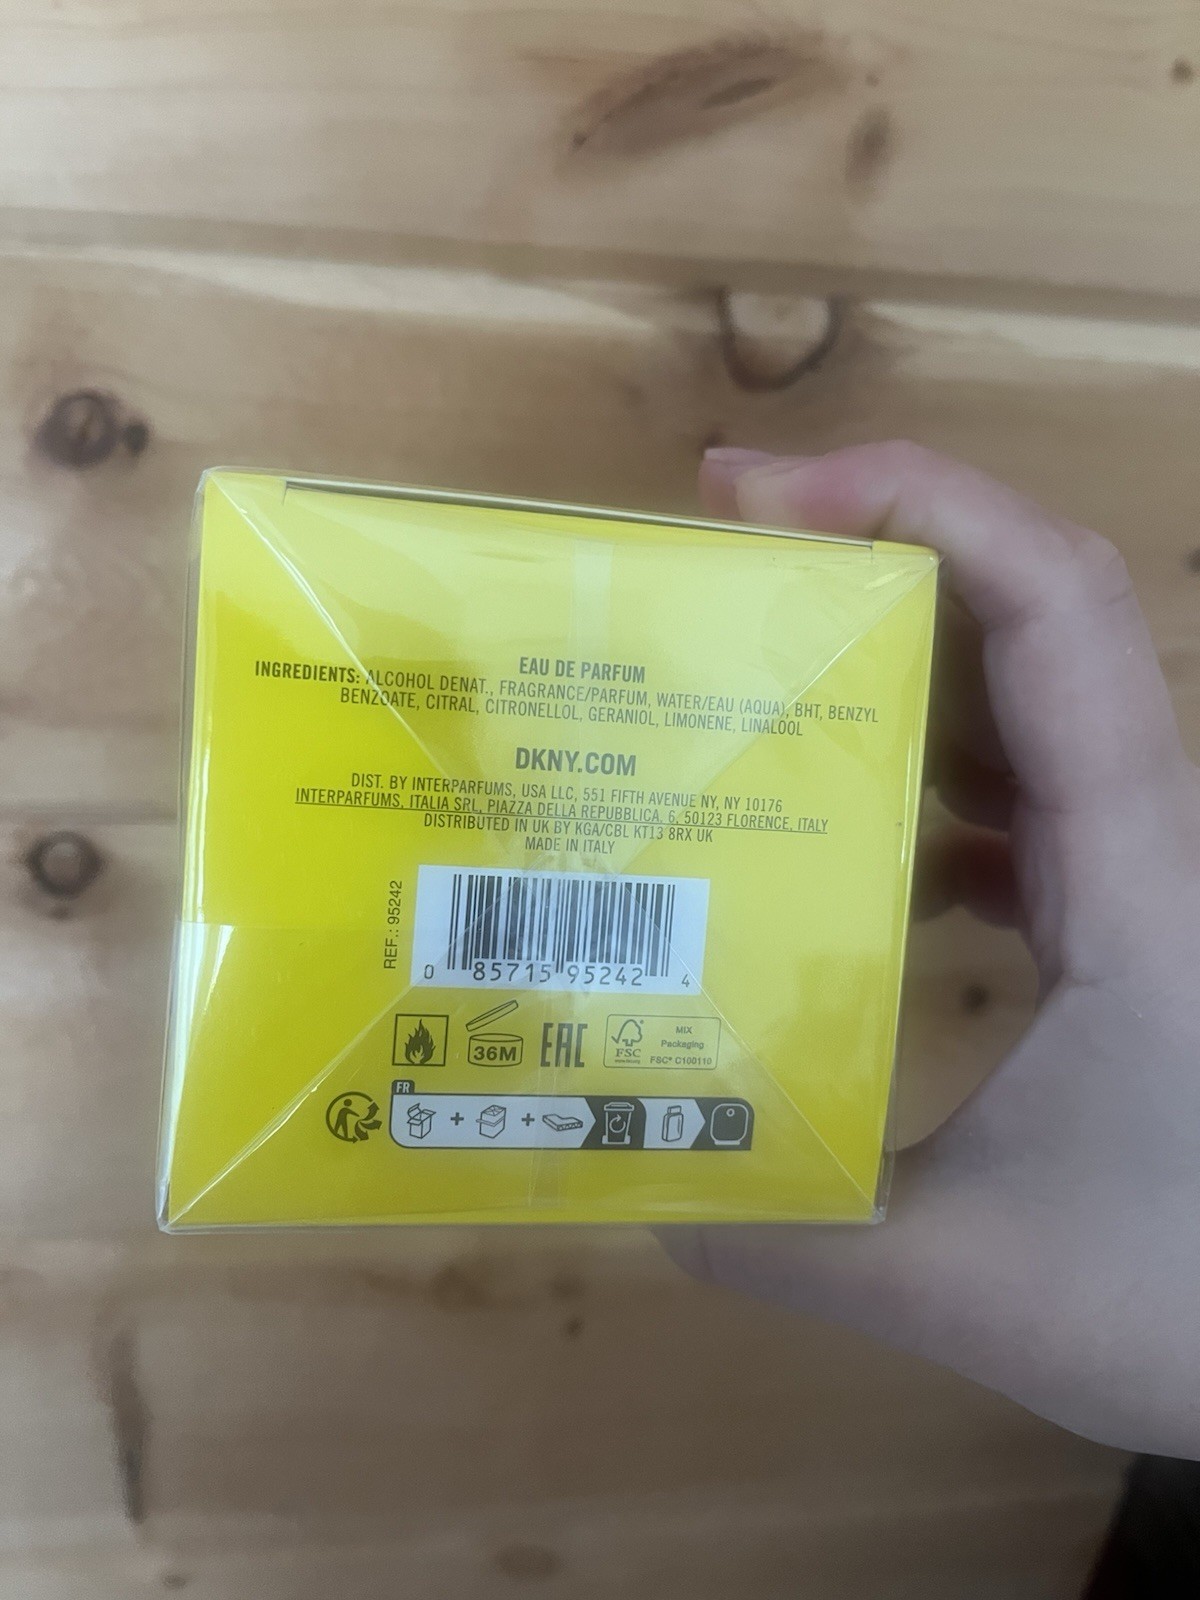 EAU DE PARFUM
INGREDIENTS: ALCOHOL DENAT., FRAGRANCE/PARFUM, WATER/EAU (AQUA), BHT, BENZYL
BENZOATE, CITRAL, CITRONELLOL, GERANIOL, LIMONENE, LINALOOL
DKNY.COM
DIST. BY INTERPARFUMS, USA LLC, 551 FIFTH AVENUE NY, NY 10176
INTERPARFUMS, ITALIA SRL, PIAZZA DELLA REPUBBLICA, 6, 50123 FLORENCE, ITALY
DISTRIBUTED IN UK BY KGA/CBL KT13 8RX UK
MADE IN ITALY
REF.: 95242
0 85715 95242 4
36M
EAC
FSC
MIX
Packaging
FSC® C100110
FR